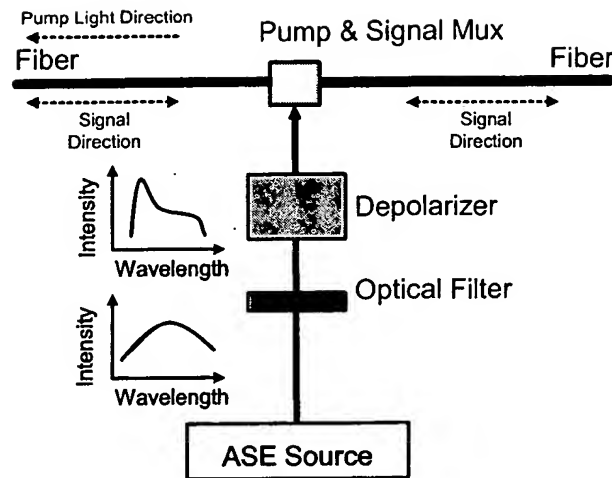 Pump Light Direction
Pump & Signal Mux
Fiber
Fiber
Signal
Direction
Signal
Direction
Intensity
Wavelength
Depolarizer
Optical Filter
Intensity
Wavelength
ASE Source